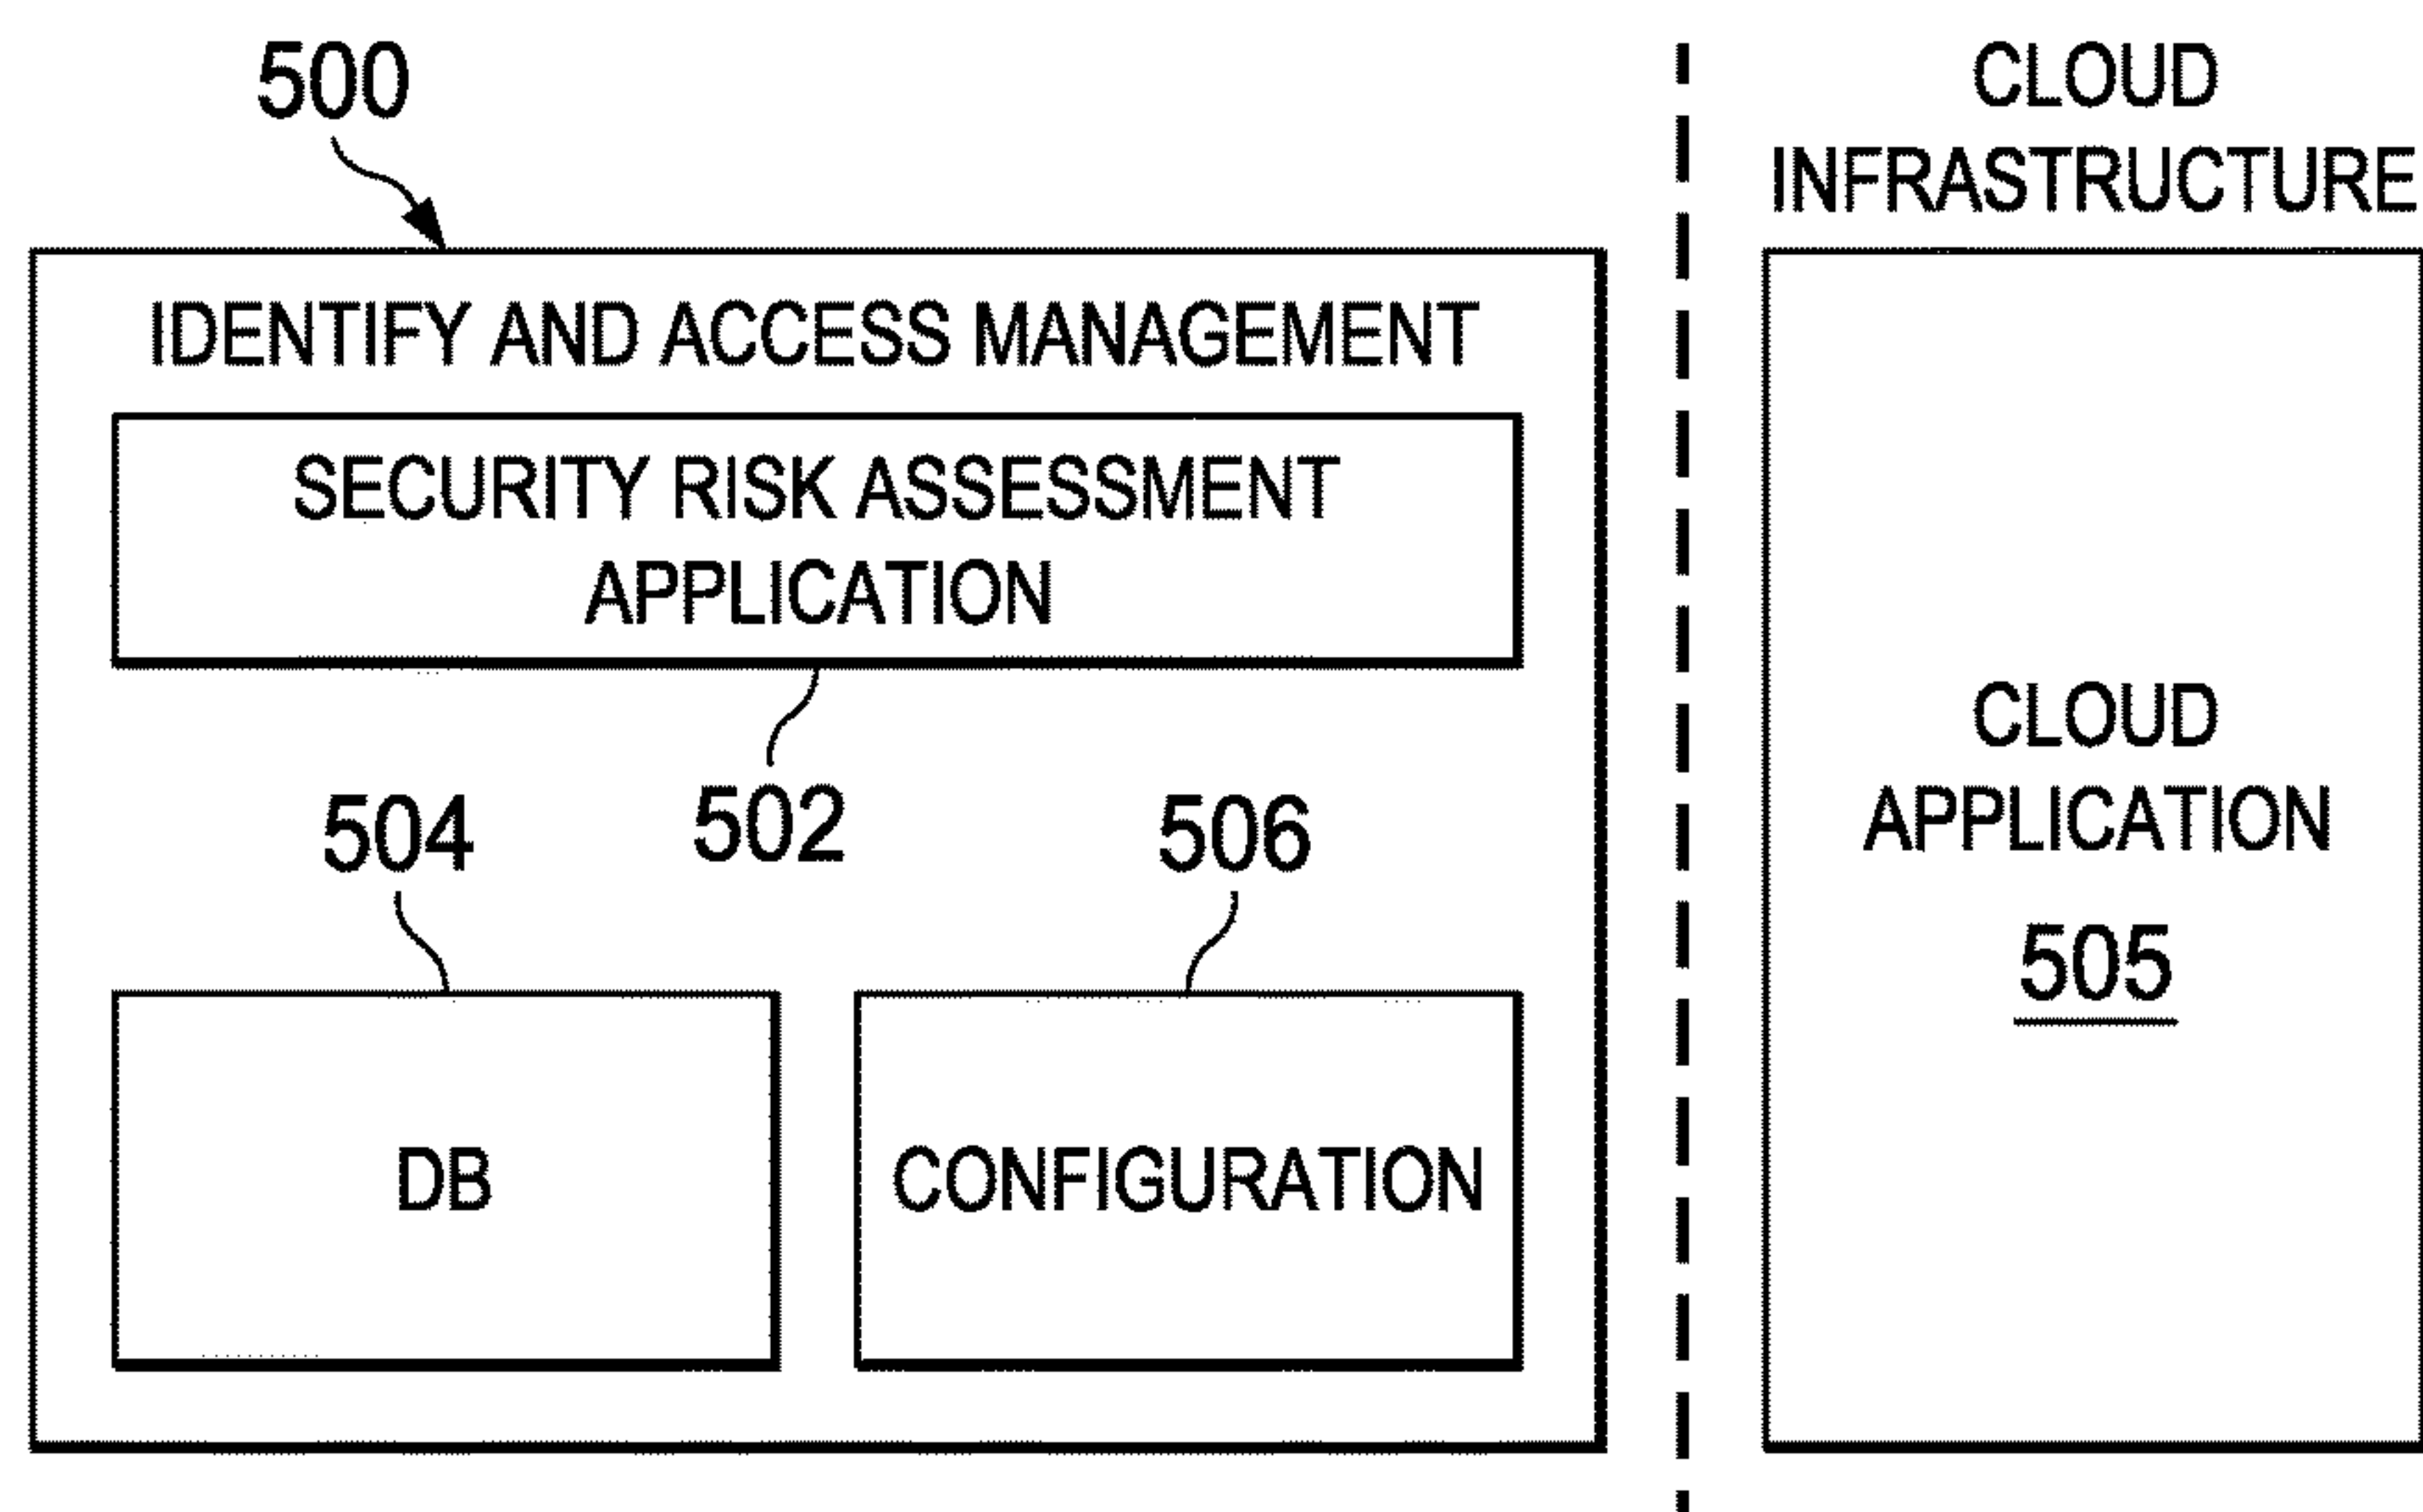 500
IDENTIFY AND ACCESS MANAGEMENT
SECURITY RISK ASSESSMENT
APPLICATION
502
504
506
DB
CONFIGURATION
CLOUD
INFRASTRUCTURE
CLOUD
APPLICATION
505